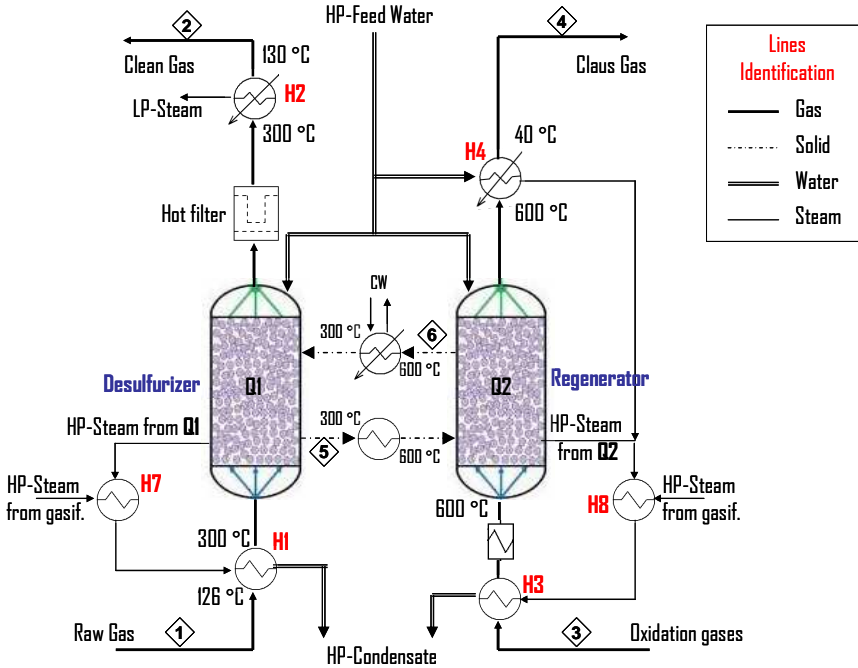 2
HP-Feed Water
4
Lines
Identification
Gas
Solid
Water
Steam
Clean Gas
130 °C
Claus Gas
H2
LP-Steam
300 °C
40 °C
H4
600 °C
Hot filter
CW
300 °C
6
600 °C
Desulfurizer
Q1
Q2
Regenerator
300 °C
5
600 °C
HP-Steam from Q1
HP-Steam
from Q2
H7
HP-Steam
from gasif.
H8
HP-Steam
from gasif.
600 °C
300 °C
H1
126 °C
H3
Raw Gas
1
HP-Condensate
3
Oxidation gases